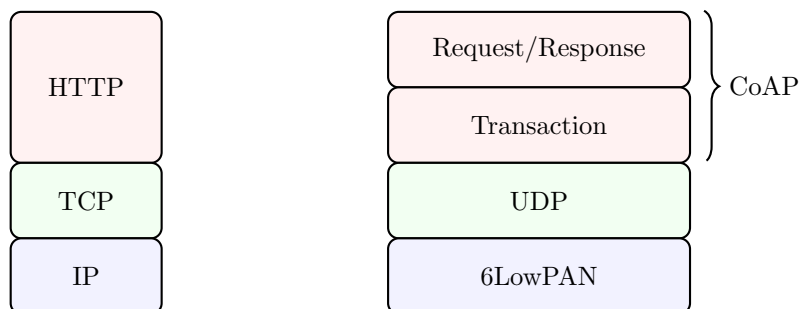 HTTP
TCP
IP
Request/Response
Transaction
UDP
6LowPAN
CoAP